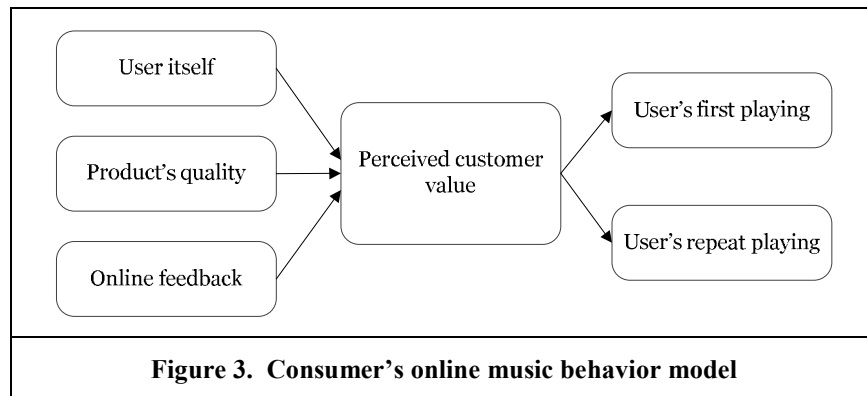 User itself
Product’s quality
Online feedback
Perceived customer
value
User’s first playing
User’s repeat playing
Figure 3.  Consumer’s online music behavior model